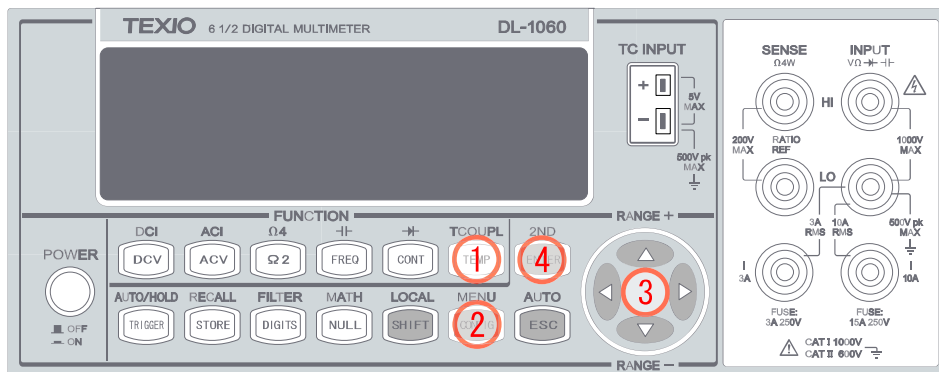 TEXIO 6 1/2 DIGITAL MULTIMETER DL-1060
TC INPUT
+
−
5V
MAX
500V pk
MAX
SENSE
Ω4W
INPUT
VΩ
HI
200V
MAX
RATIO
REF
1000V
MAX
LO
3A
RMS
10A
RMS
500V pk
MAX
I
3A
I
10A
FUSE:
3A 250V
FUSE:
15A 250V
CAT I 1000V
CAT II 600V
FUNCTION
RANGE +
DCI ACI Ω4 TCOUPL 2ND
POWER
DCV ACV Ω2 FREQ CONT TEMP 1 4
3
AUTO/HOLD RECALL FILTER MATH LOCAL MENU AUTO
TRIGGER STORE DIGITS NULL SHIFT CONFIG 2 ESC
OFF
ON
RANGE −